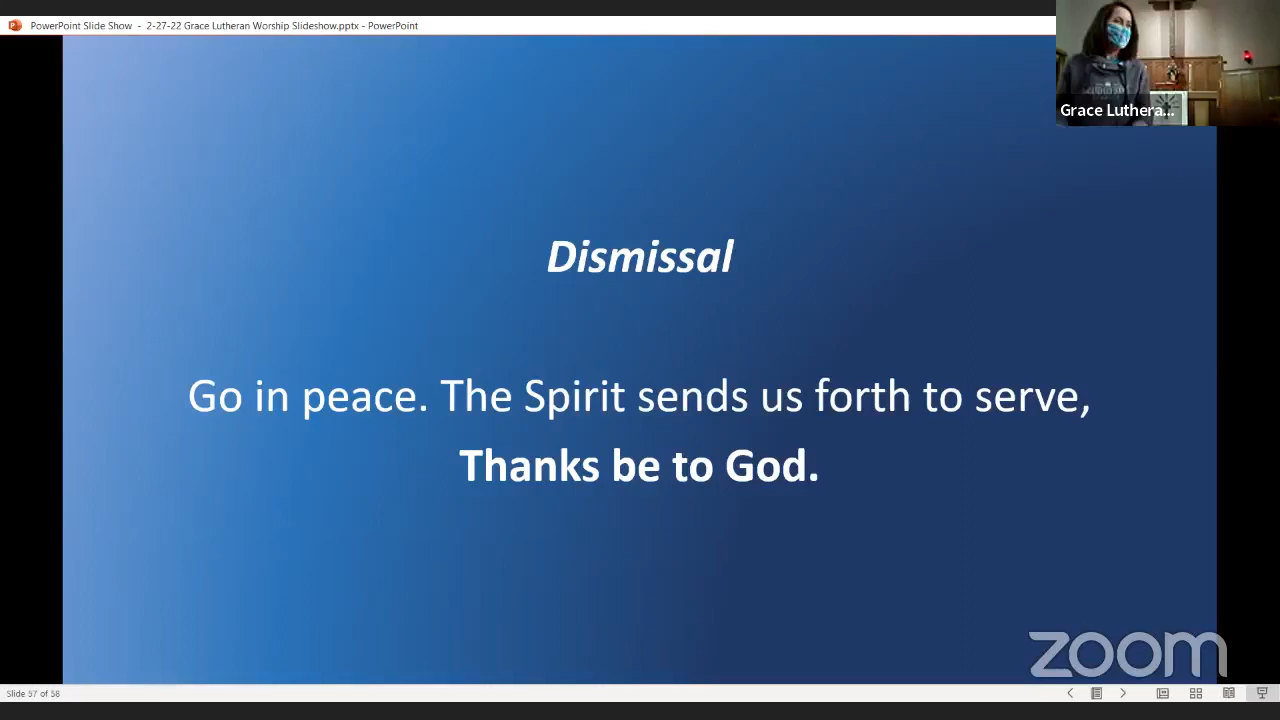 PowerPoint Slide Show - 2-27-22 Grace Lutheran Worship Slideshow.pptx - PowerPoint
Grace Luthera...
Dismissal
Go in peace. The Spirit sends us forth to serve,
Thanks be to God.
zoom
Slide 57 of 58